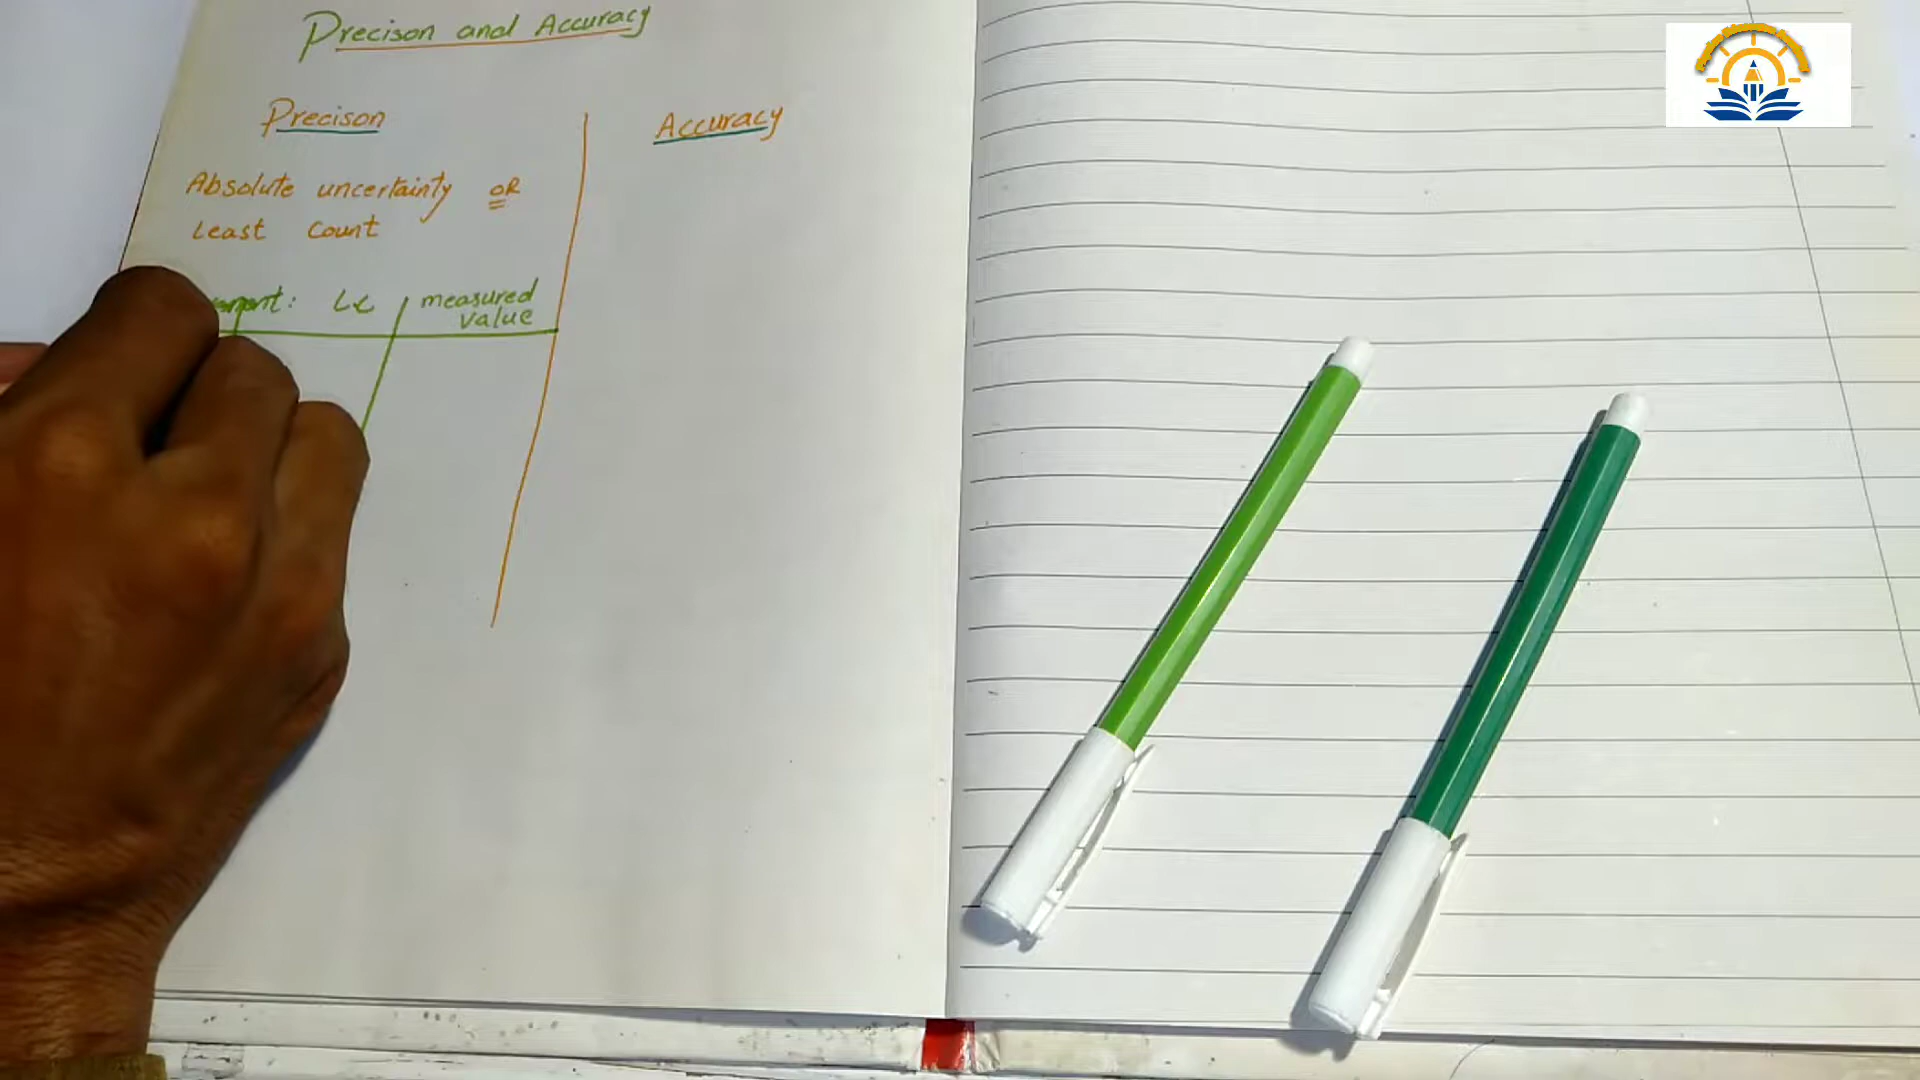 Precison and Accuracy
Precison
Absolute uncertainty OR
Least Count
LC measured
value
Accuracy